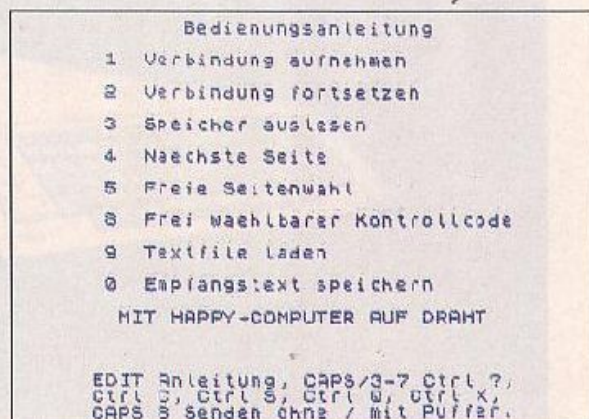 Bedienungsanleitung
1 Verbindung aufnehmen
2 Verbindung fortsetzen
3 Speicher auslesen
4 Naechste Seite
5 Freie Seitenwahl
8 Frei waehlbarer Kontrollcode
9 Textfile laden
0 Empfangstext speichern
MIT HAPPY-COMPUTER AUF DRAHT
EDIT Anleitung, CAPS/3-7 Ctrl ?,
Ctrl C, Ctrl S, Ctrl Q, Ctrl X,
CAPS 8 Senden ohne / mit Puffer.